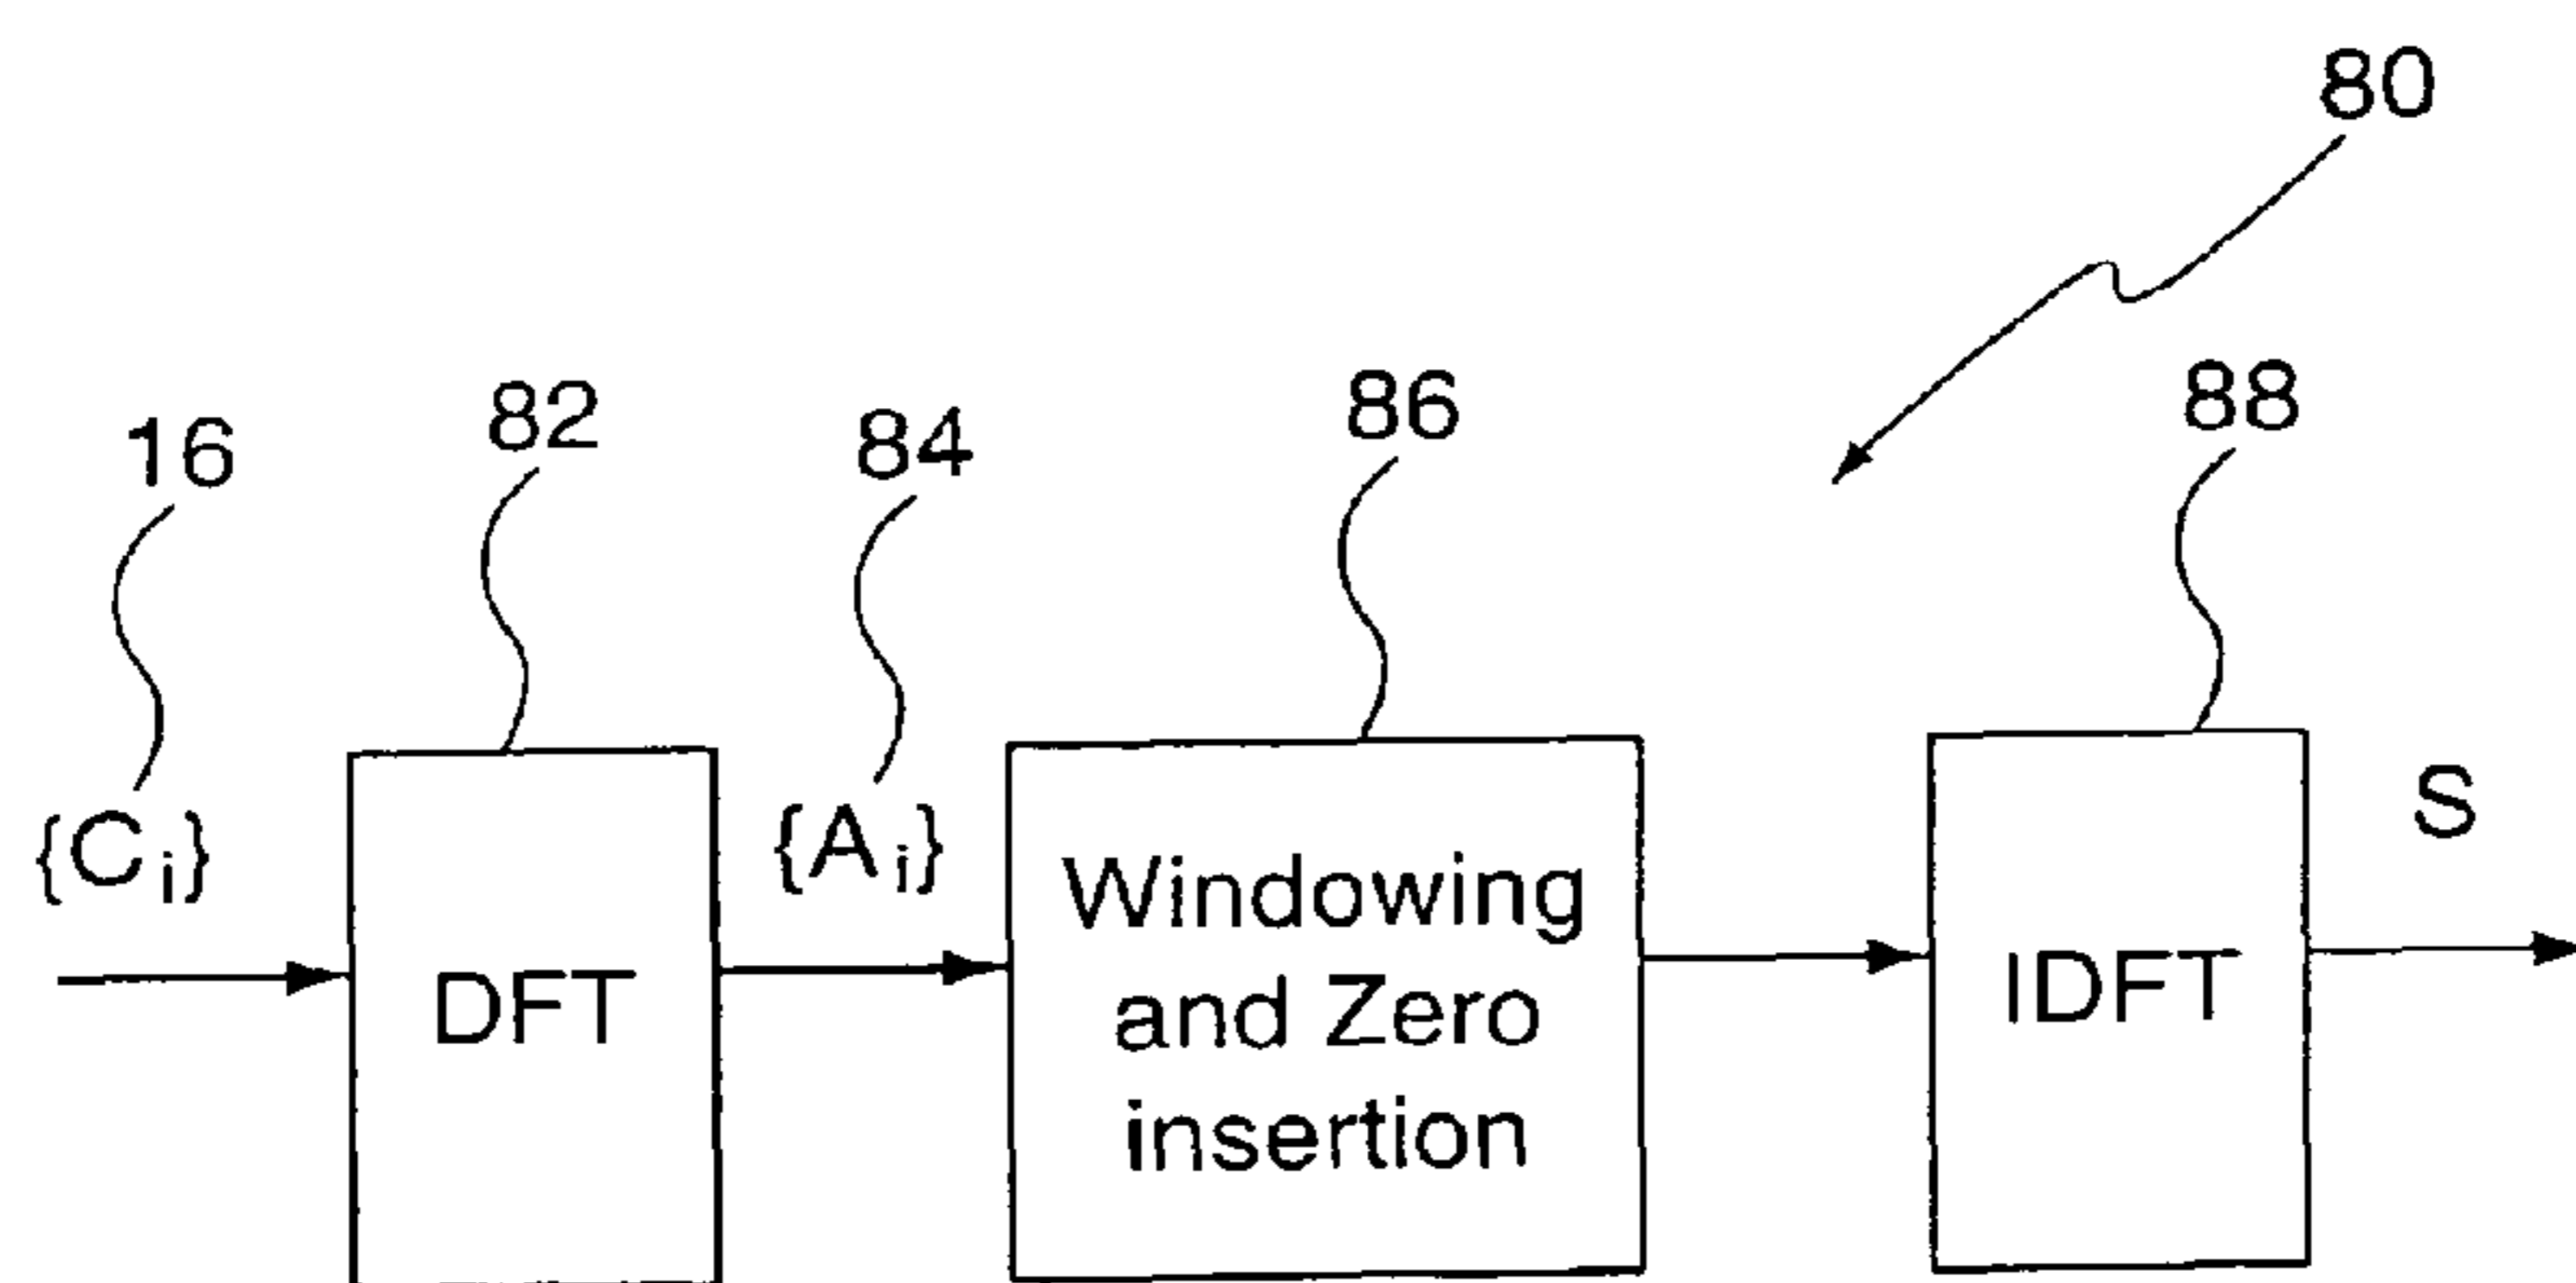 80
16
82
84
86
88
{Ci}
{Ai}
S
DFT
Windowing
and Zero
insertion
IDFT